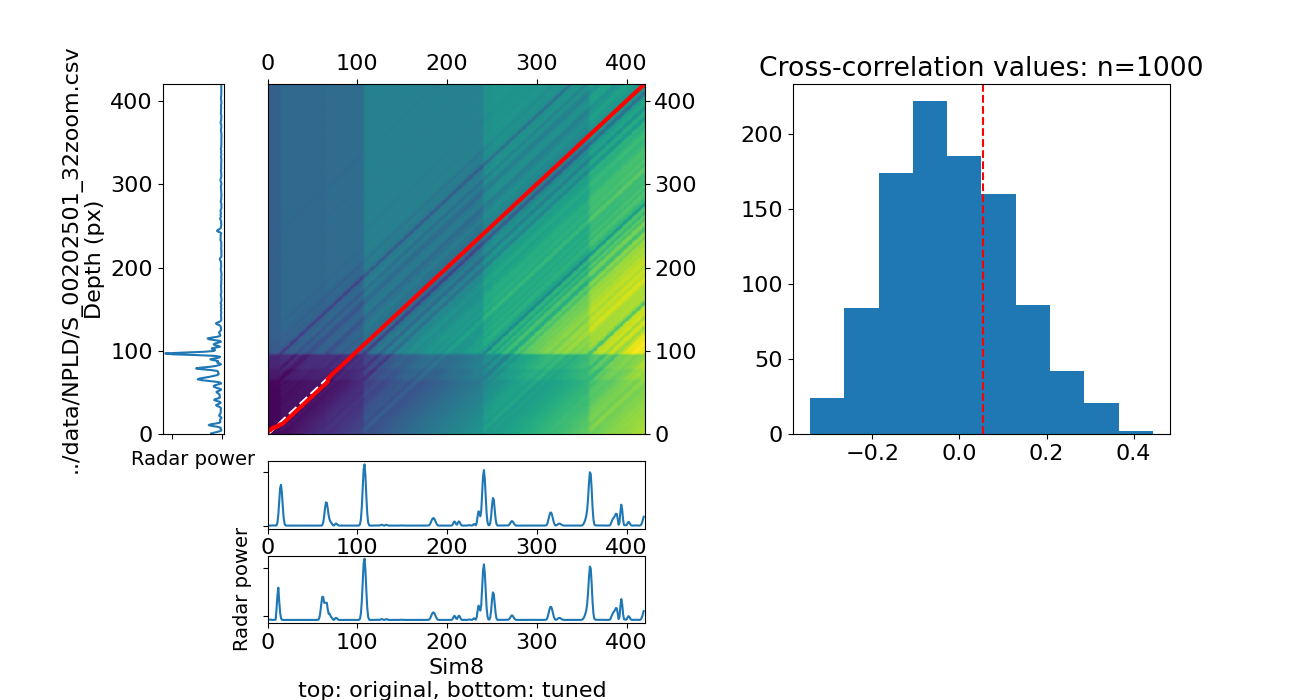 0 100 200 300 400
Cross-correlation values: n=1000
../data/NPLD/S_00202501_32zoom.csv
Depth (px)
400
300
200
100
0
400
300
200
100
0
200
150
100
50
0
−0.2 0.0 0.2 0.4
Radar power
0 100 200 300 400
Radar power
0 100 200 300 400
Sim8
top: original, bottom: tuned